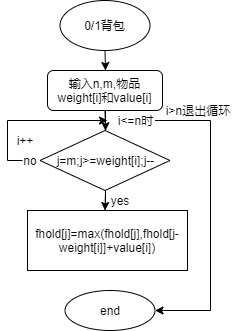 0/1背包
输入n,m,物品
weight[i]和value[i]
i>n退出循环
i<=n时
i++
no
j=m;j>=weight[i];j--
yes
fhold[j]=max(fhold[j],fhold[j-
weight[i]]+value[i])
end